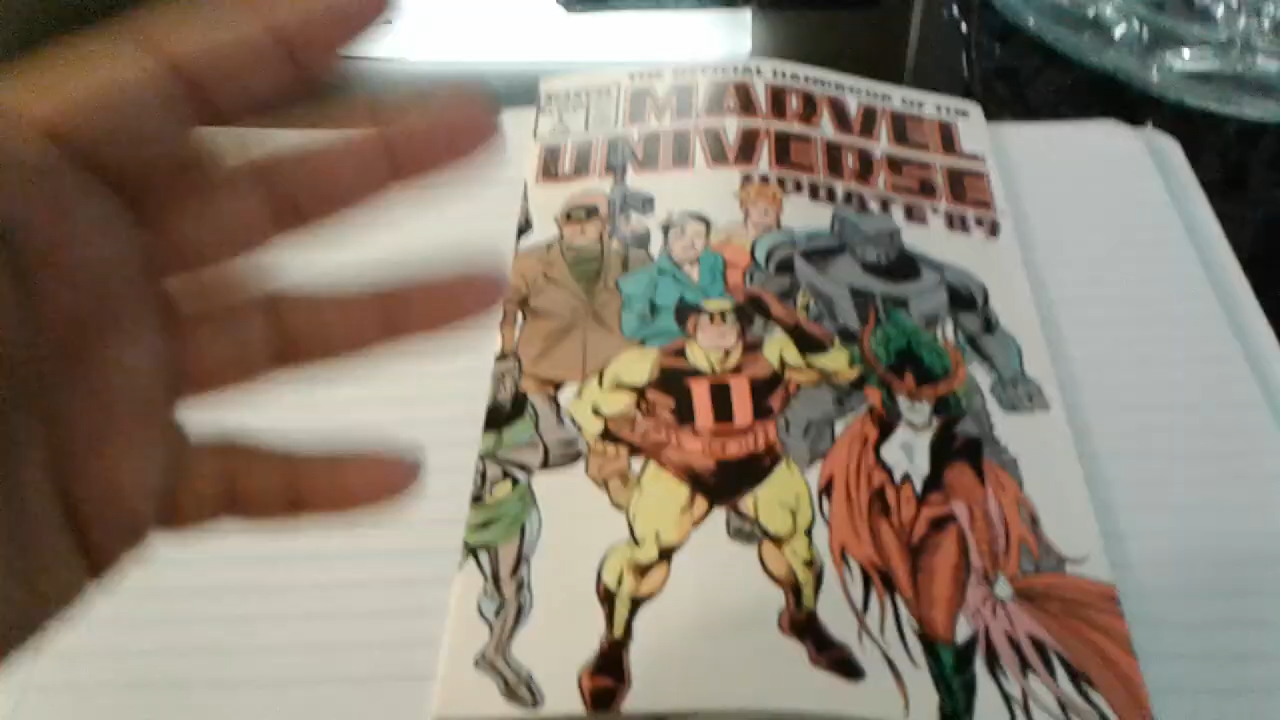 THE OFFICIAL HANDBOOK OF THE
MARVEL
UNIVERSE
UPDATE '89